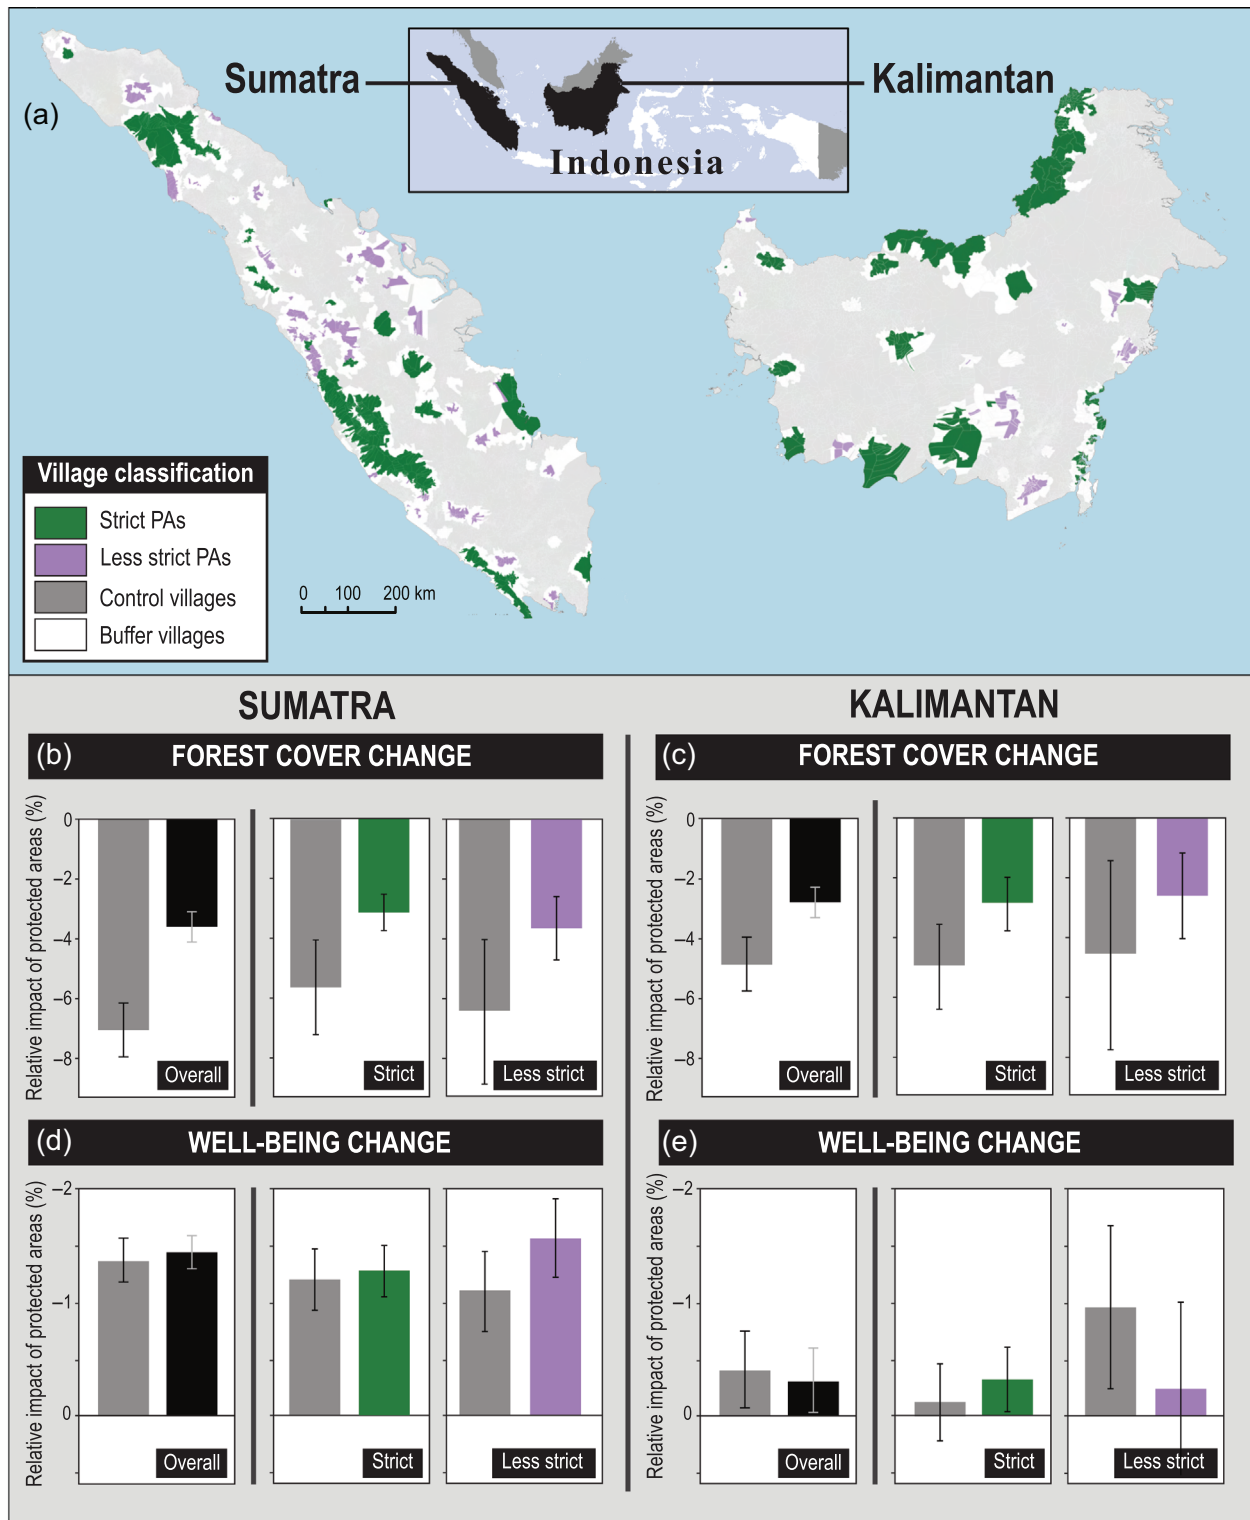 (a)
Sumatra
Kalimantan
Indonesia
Village classification
Strict PAs
Less strict PAs
Control villages
Buffer villages
0 100 200 km
SUMATRA
KALIMANTAN
(b) FOREST COVER CHANGE
(c) FOREST COVER CHANGE
Relative impact of protected areas (%)
0
–2
–4
–6
–8
Overall
Strict
Less strict
Relative impact of protected areas (%)
0
–2
–4
–6
–8
Overall
Strict
Less strict
(d) WELL-BEING CHANGE
(e) WELL-BEING CHANGE
Relative impact of protected areas (%)
–2
–1
0
Overall
Strict
Less strict
Relative impact of protected areas (%)
–2
–1
0
Overall
Strict
Less strict